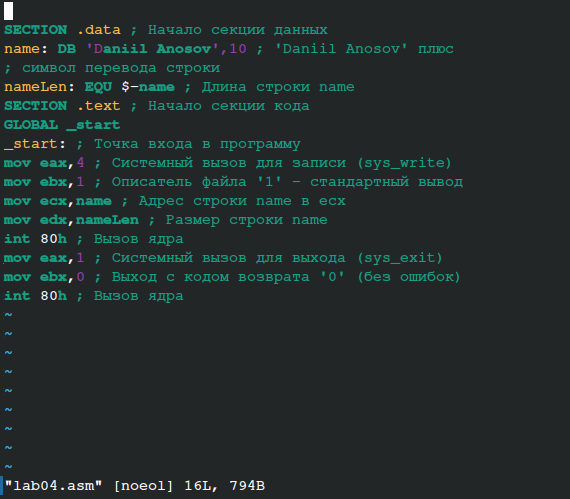 SECTION .data ; Начало секции данных
name: DB 'Daniil Anosov',10 ; 'Daniil Anosov' плюс
; символ перевода строки
nameLen: EQU $-name ; Длина строки name
SECTION .text ; Начало секции кода
GLOBAL _start
_start: ; Точка входа в программу
mov eax,4 ; Системный вызов для записи (sys_write)
mov ebx,1 ; Описатель файла '1' - стандартный вывод
mov ecx,name ; Адрес строки name в ecx
mov edx,nameLen ; Размер строки name
int 80h ; Вызов ядра
mov eax,1 ; Системный вызов для выхода (sys_exit)
mov ebx,0 ; Выход с кодом возврата '0' (без ошибок)
int 80h ; Вызов ядра
~
~
~
~
~
~
~
~
~
"lab04.asm" [noeol] 16L, 794B